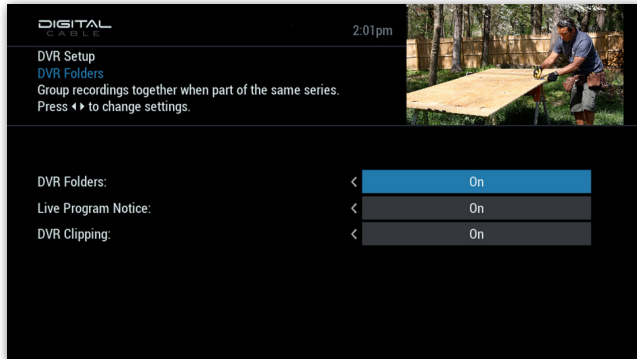 DIGITAL
CABLE
2:01pm
DVR Setup
DVR Folders
Group recordings together when part of the same series.
Press ◂▸ to change settings.
DVR Folders: < On
Live Program Notice: < On
DVR Clipping: < On